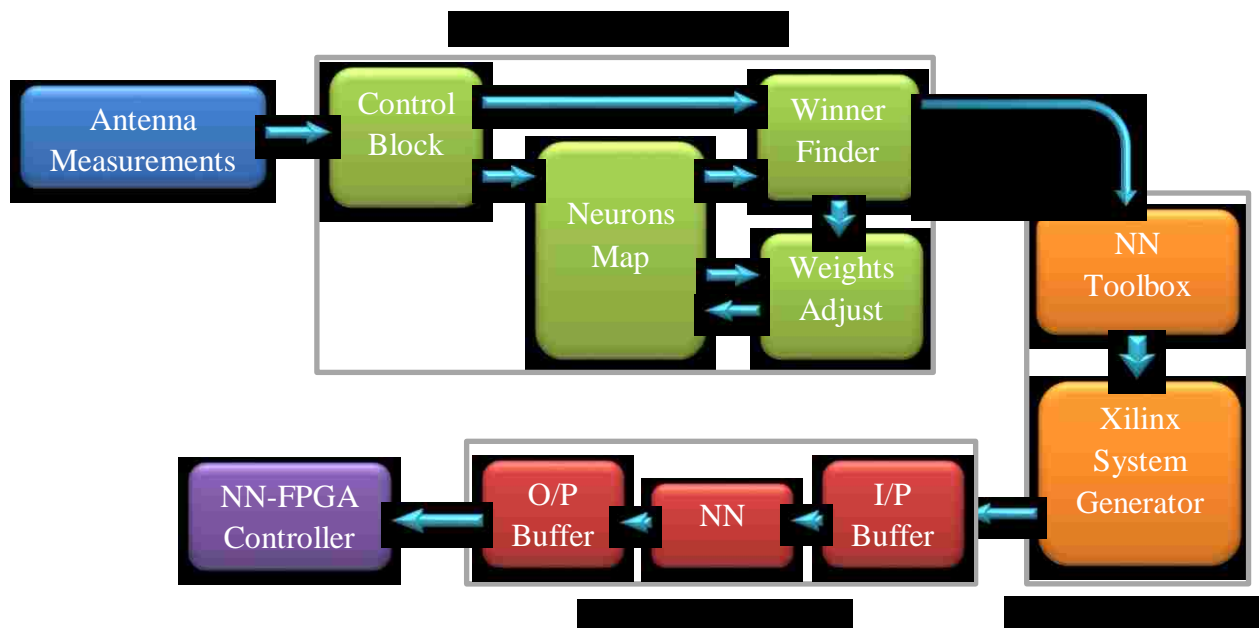 Antenna
Measurements
Control
Block
Winner
Finder
Neurons
Map
Weights
Adjust
NN
Toolbox
Xilinx
System
Generator
I/P
Buffer
NN
O/P
Buffer
NN-FPGA
Controller